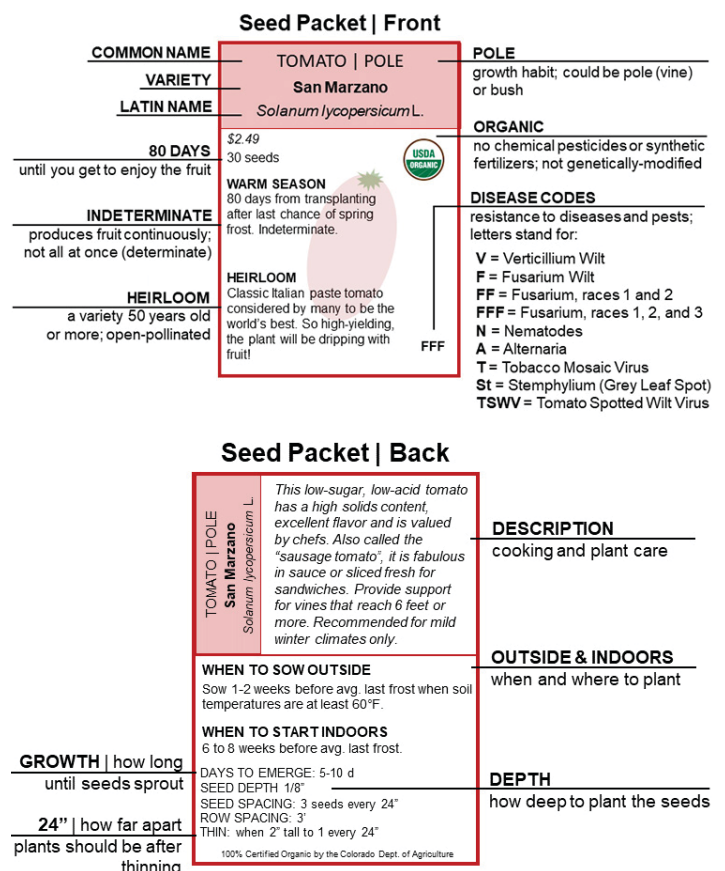 Seed Packet | Front
COMMON NAME
VARIETY
LATIN NAME
80 DAYS
until you get to enjoy the fruit
INDETERMINATE
produces fruit continuously;
not all at once (determinate)
HEIRLOOM
a variety 50 years old
or more; open-pollinated
TOMATO | POLE
San Marzano
Solanum lycopersicum L.
$2.49
30 seeds
USDA
ORGANIC
WARM SEASON
80 days from transplanting
after last chance of spring
frost. Indeterminate.
HEIRLOOM
Classic Italian paste tomato
considered by many to be the
world's best. So high-yielding,
the plant will be dripping with
fruit!
FFF
POLE
growth habit; could be pole (vine)
or bush
ORGANIC
no chemical pesticides or synthetic
fertilizers; not genetically-modified
DISEASE CODES
resistance to diseases and pests;
letters stand for:
V = Verticillium Wilt
F = Fusarium Wilt
FF = Fusarium, races 1 and 2
FFF = Fusarium, races 1, 2, and 3
N = Nematodes
A = Alternaria
T = Tobacco Mosaic Virus
St = Stemphylium (Grey Leaf Spot)
TSWV = Tomato Spotted Wilt Virus
Seed Packet | Back
TOMATO | POLE
San Marzano
Solanum lycopersicum L.
This low-sugar, low-acid tomato
has a high solids content,
excellent flavor and is valued
by chefs. Also called the
"sausage tomato", it is fabulous
in sauce or sliced fresh for
sandwiches. Provide support
for vines that reach 6 feet or
more. Recommended for mild
winter climates only.
WHEN TO SOW OUTSIDE
Sow 1-2 weeks before avg. last frost when soil
temperatures are at least 60°F.
WHEN TO START INDOORS
6 to 8 weeks before avg. last frost.
DAYS TO EMERGE: 5-10 d
SEED DEPTH 1/8"
SEED SPACING: 3 seeds every 24"
ROW SPACING: 3'
THIN: when 2" tall to 1 every 24"
100% Certified Organic by the Colorado Dept. of Agriculture
GROWTH | how long
until seeds sprout
24" | how far apart
plants should be after
thinning
DESCRIPTION
cooking and plant care
OUTSIDE & INDOORS
when and where to plant
DEPTH
how deep to plant the seeds